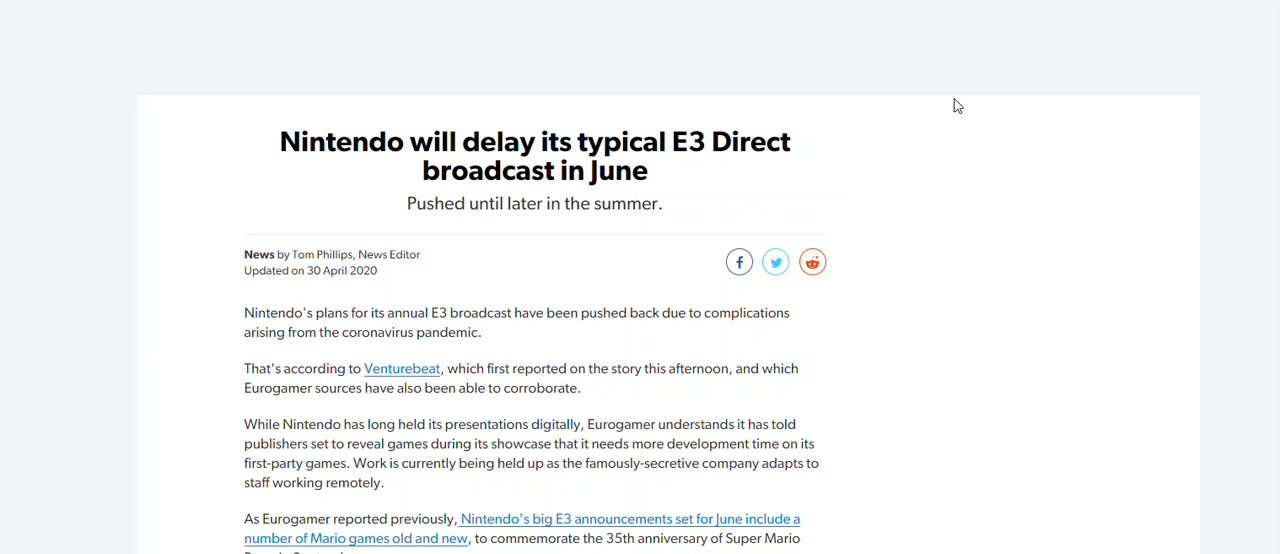 Nintendo will delay its typical E3 Direct
broadcast in June
Pushed until later in the summer.
News by Tom Phillips, News Editor
Updated on 30 April 2020
Nintendo's plans for its annual E3 broadcast have been pushed back due to complications
arising from the coronavirus pandemic.
That's according to Venturebeat, which first reported on the story this afternoon, and which
Eurogamer sources have also been able to corroborate.
While Nintendo has long held its presentations digitally, Eurogamer understands it has told
publishers set to reveal games during its showcase that it needs more development time on its
first-party games. Work is currently being held up as the famously-secretive company adapts to
staff working remotely.
As Eurogamer reported previously, Nintendo's big E3 announcements set for June include a
number of Mario games old and new, to commemorate the 35th anniversary of Super Mario